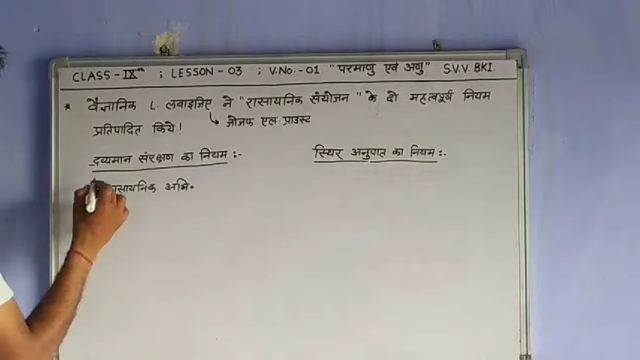 CLASS-IXth ; LESSON-03 ; V.No.-01 "परमाणु एवं अणु" S.V.V. BKI
* वैज्ञानिक L. लवाइजिए ने "रासायनिक संयोजन" के दो महत्वपूर्ण नियम
↳ जोजफ एल. प्राउस्ट
प्रतिपादित किये!
द्रव्यमान संरक्षण का नियम :-
स्थिर अनुपात का नियम :-
रासायनिक अभि.